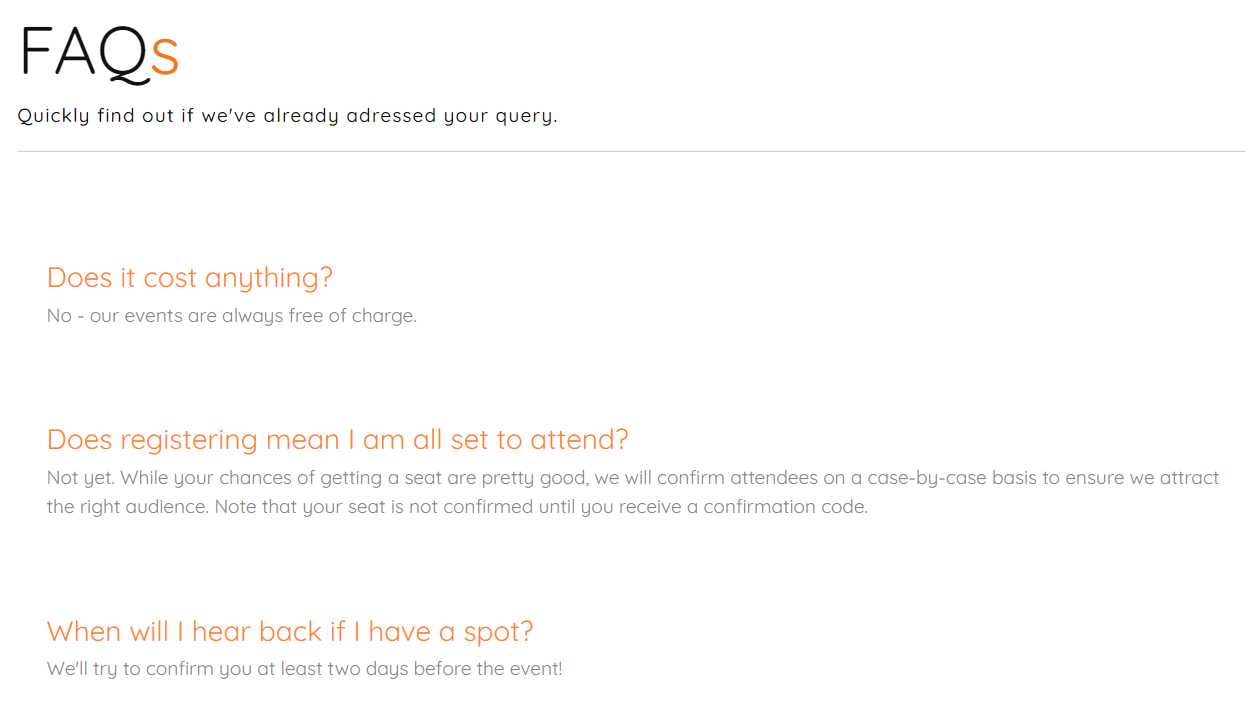 FAQs
Quickly find out if we've already adressed your query.
Does it cost anything?
No - our events are always free of charge.
Does registering mean I am all set to attend?
Not yet. While your chances of getting a seat are pretty good, we will confirm attendees on a case-by-case basis to ensure we attract
the right audience. Note that your seat is not confirmed until you receive a confirmation code.
When will I hear back if I have a spot?
We'll try to confirm you at least two days before the event!